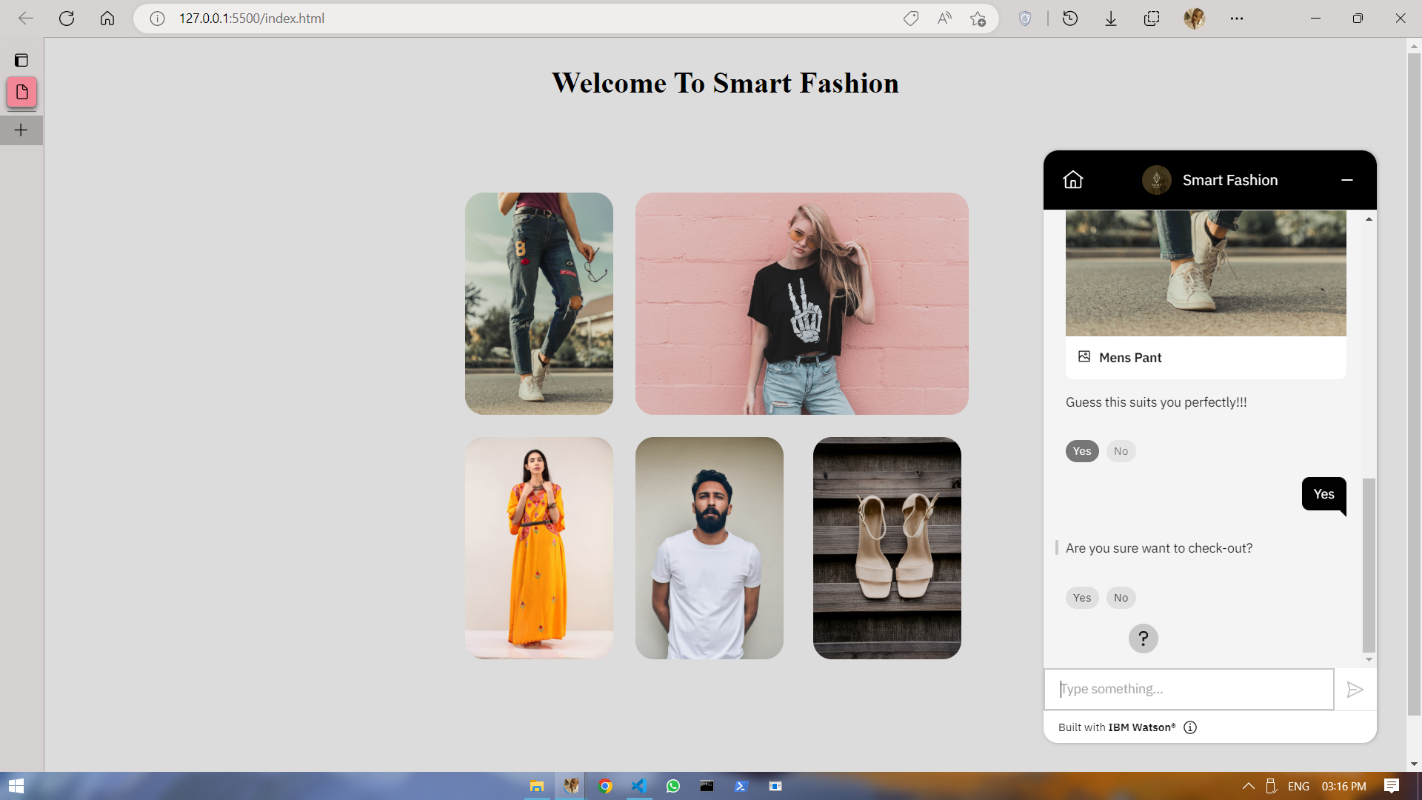 127.0.0.1:5500/index.html
Welcome To Smart Fashion
Smart Fashion
Mens Pant
Guess this suits you perfectly!!!
Yes No
Yes
Are you sure want to check-out?
Yes No
?
Type something...
Built with IBM Watson®
ENG 03:16 PM